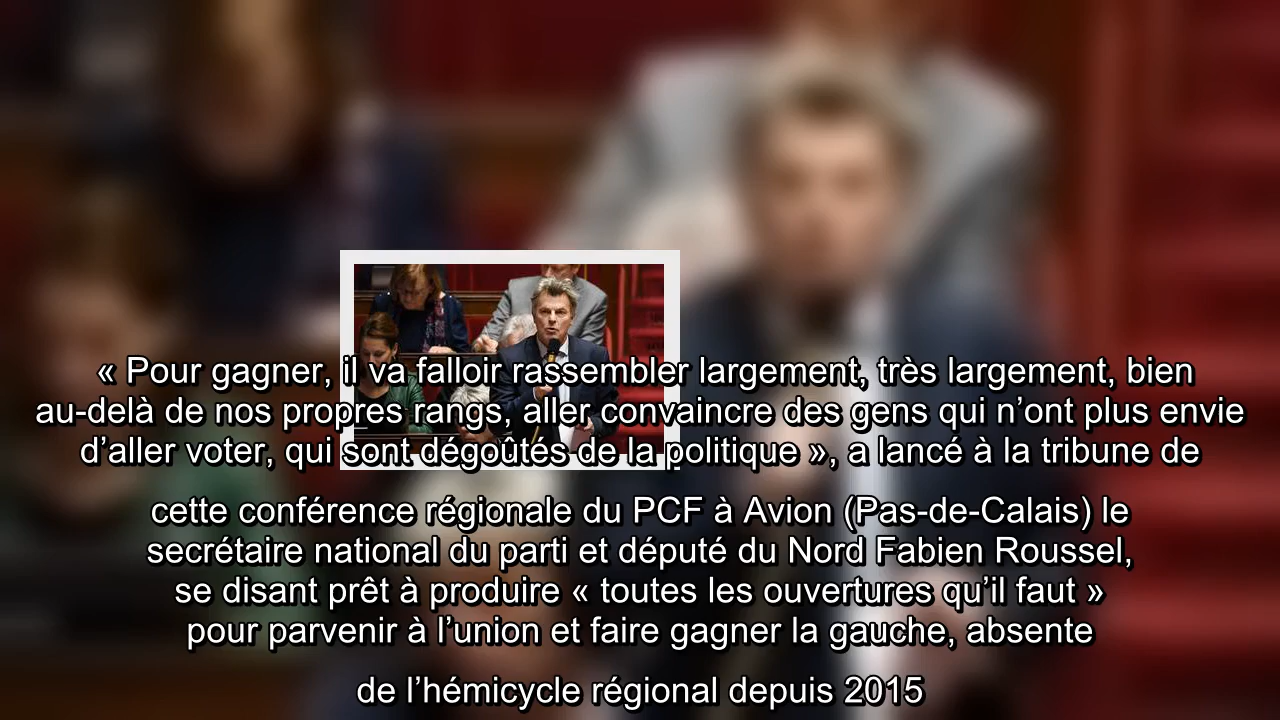 « Pour gagner, il va falloir rassembler largement, très largement, bien
au-delà de nos propres rangs, aller convaincre des gens qui n’ont plus envie
d’aller voter, qui sont dégoûtés de la politique », a lancé à la tribune de
cette conférence régionale du PCF à Avion (Pas-de-Calais) le
secrétaire national du parti et député du Nord Fabien Roussel,
se disant prêt à produire « toutes les ouvertures qu’il faut »
pour parvenir à l’union et faire gagner la gauche, absente
de l’hémicycle régional depuis 2015